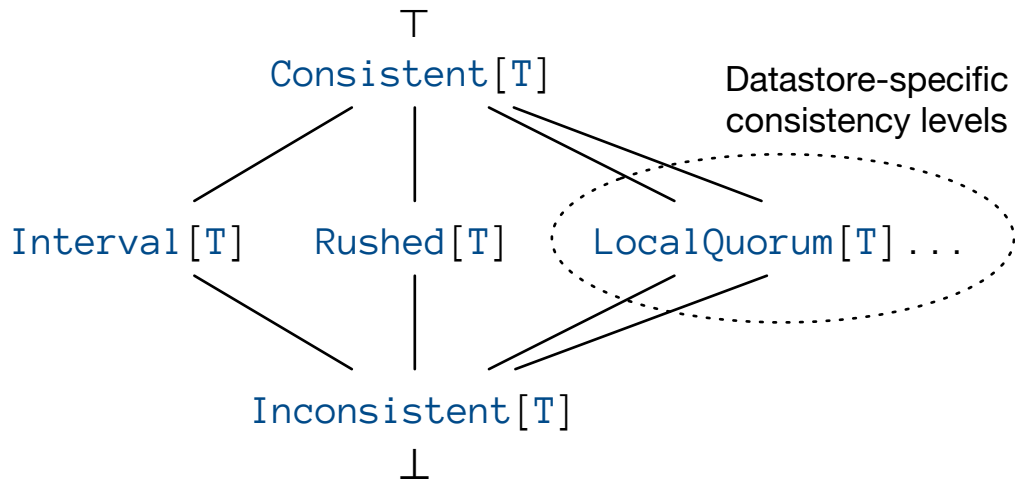 ⊤
Consistent[T]
Datastore-specific
consistency levels
Interval[T]
Rushed[T]
LocalQuorum[T] ...
Inconsistent[T]
⊥